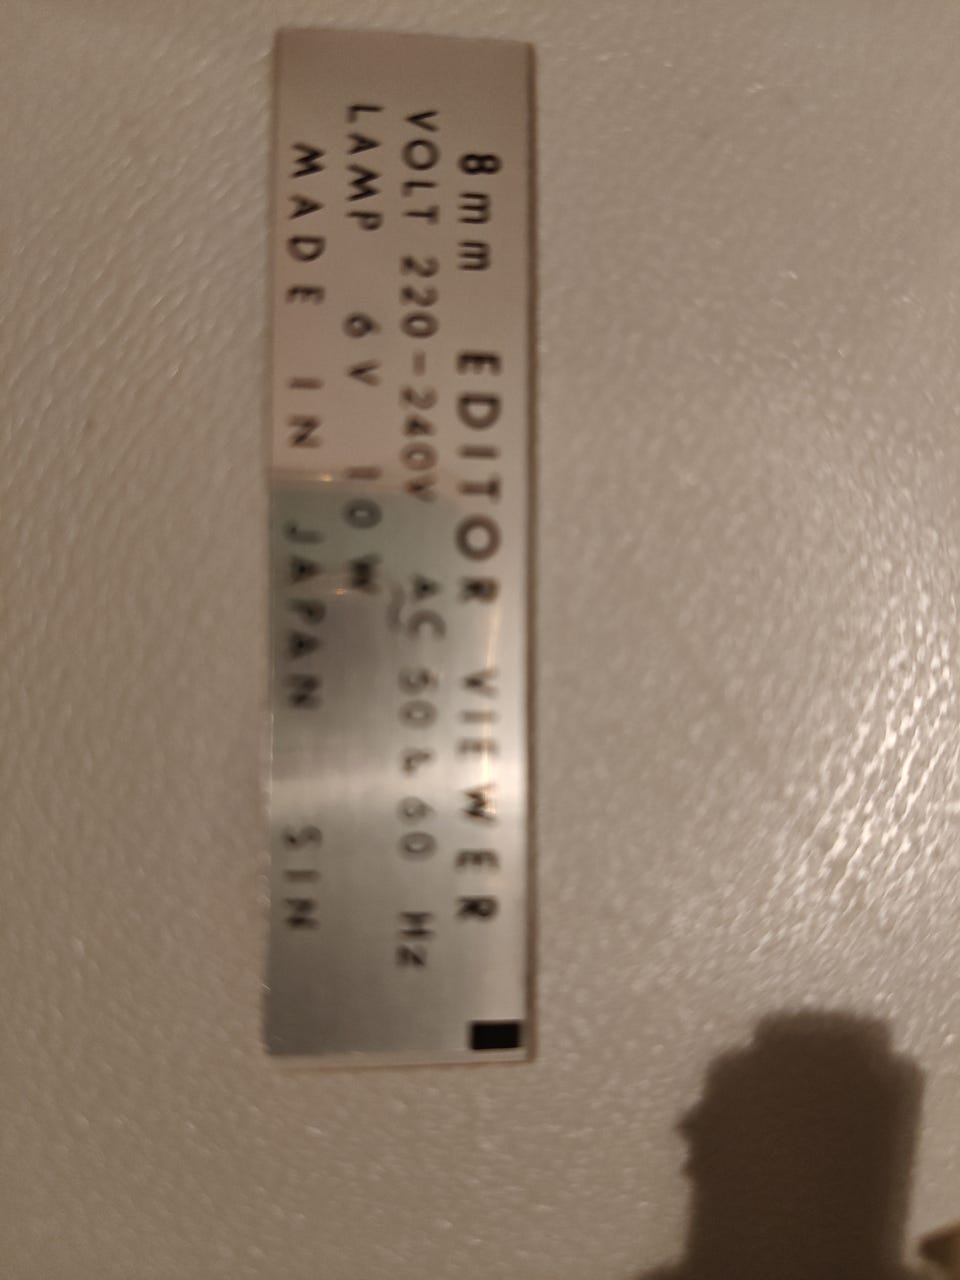 8mm EDITOR VIEWER
VOLT 220-240V AC 50 & 60 Hz
LAMP 6V 10W
MADE IN JAPAN SIN